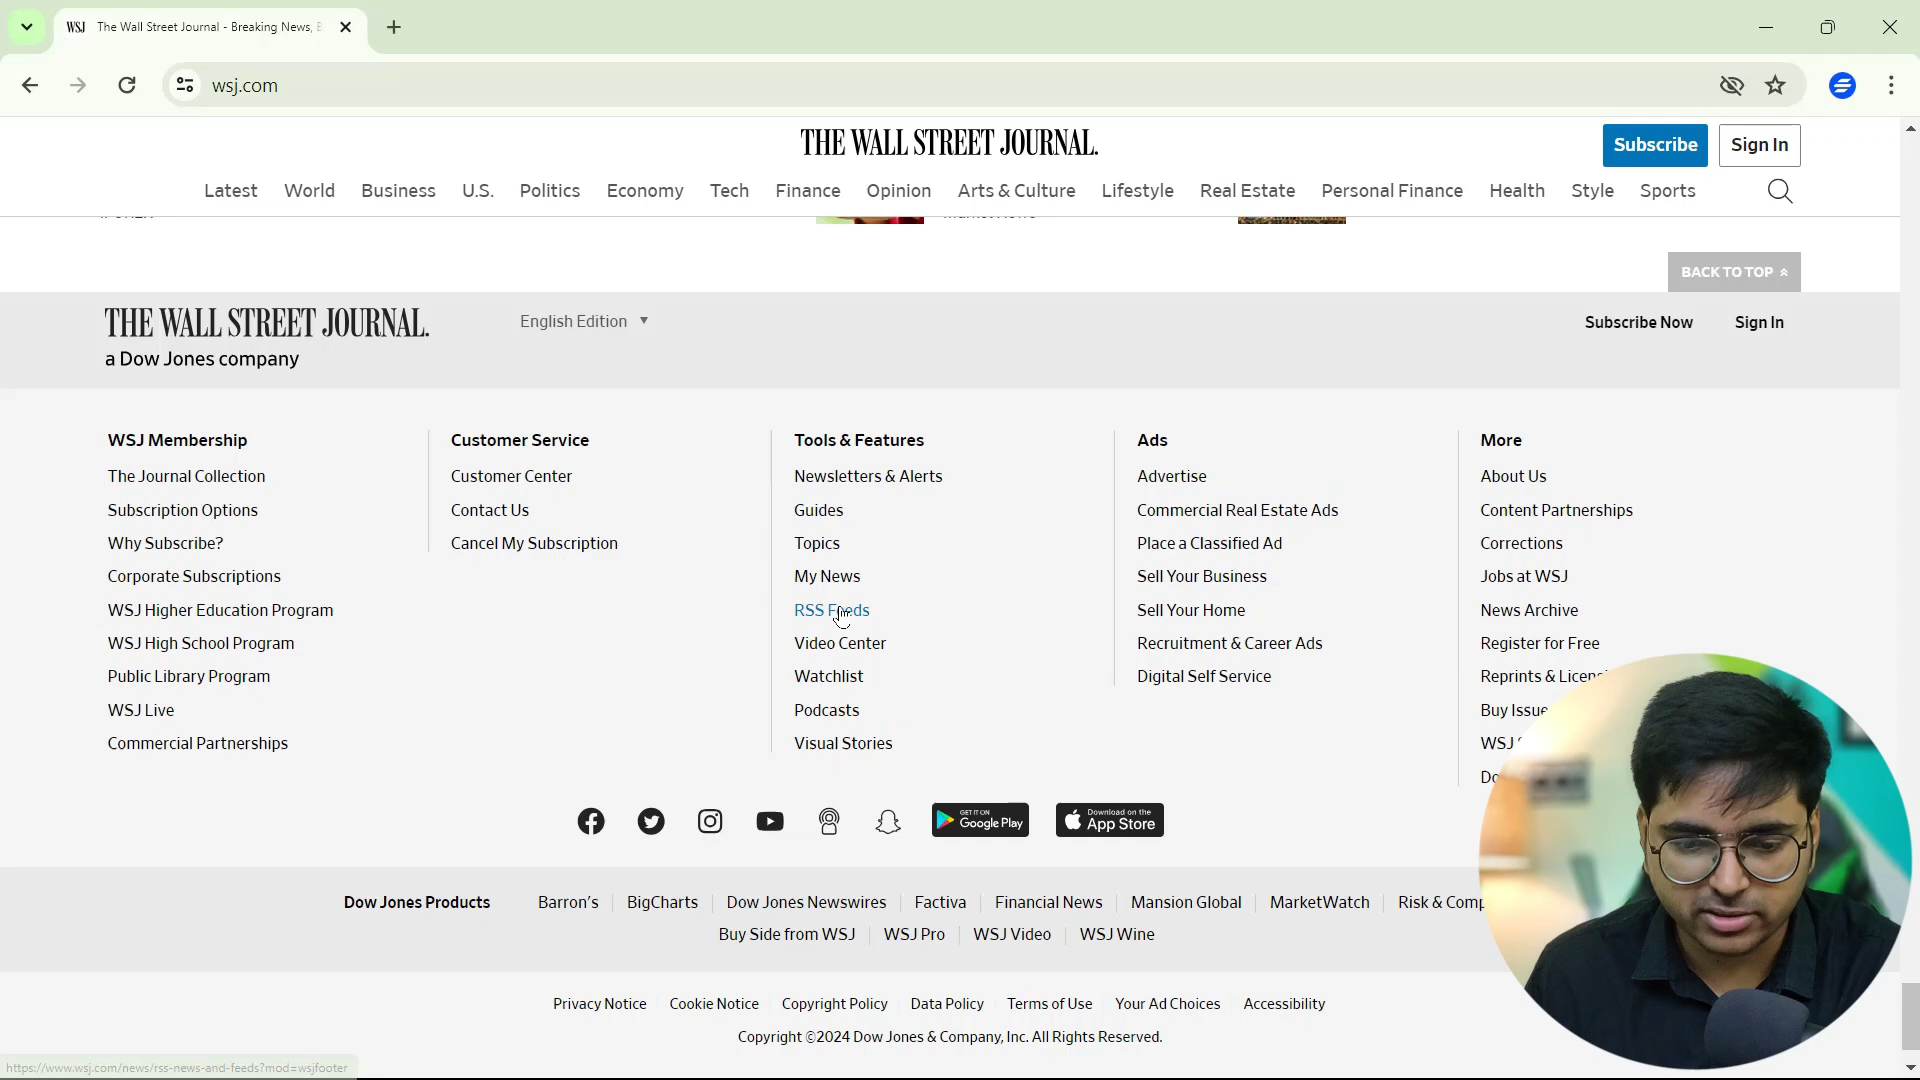 WSJ The Wall Street Journal - Breaking News, B
wsj.com
THE WALL STREET JOURNAL.
Subscribe
Sign In
Latest World Business U.S. Politics Economy Tech Finance Opinion Arts & Culture Lifestyle Real Estate Personal Finance Health Style Sports
BACK TO TOP
THE WALL STREET JOURNAL.
a Dow Jones company
English Edition
Subscribe Now
Sign In
WSJ Membership
The Journal Collection
Subscription Options
Why Subscribe?
Corporate Subscriptions
WSJ Higher Education Program
WSJ High School Program
Public Library Program
WSJ Live
Commercial Partnerships
Customer Service
Customer Center
Contact Us
Cancel My Subscription
Tools & Features
Newsletters & Alerts
Guides
Topics
My News
RSS Feeds
Video Center
Watchlist
Podcasts
Visual Stories
Ads
Advertise
Commercial Real Estate Ads
Place a Classified Ad
Sell Your Business
Sell Your Home
Recruitment & Career Ads
Digital Self Service
More
About Us
Content Partnerships
Corrections
Jobs at WSJ
News Archive
Register for Free
Reprints &
Buy
WSJ
GET IT ON
Google Play
Download on the
App Store
Dow Jones Products Barron's BigCharts Dow Jones Newswires Factiva Financial News Mansion Global MarketWatch Risk &
Buy Side from WSJ WSJ Pro WSJ Video WSJ Wine
Privacy Notice Cookie Notice Copyright Policy Data Policy Terms of Use Your Ad Choices Accessibility
Copyright ©2024 Dow Jones & Company, Inc. All Rights Reserved.
https://www.wsj.com/news/rss-news-and-feeds?mod=wsjfooter